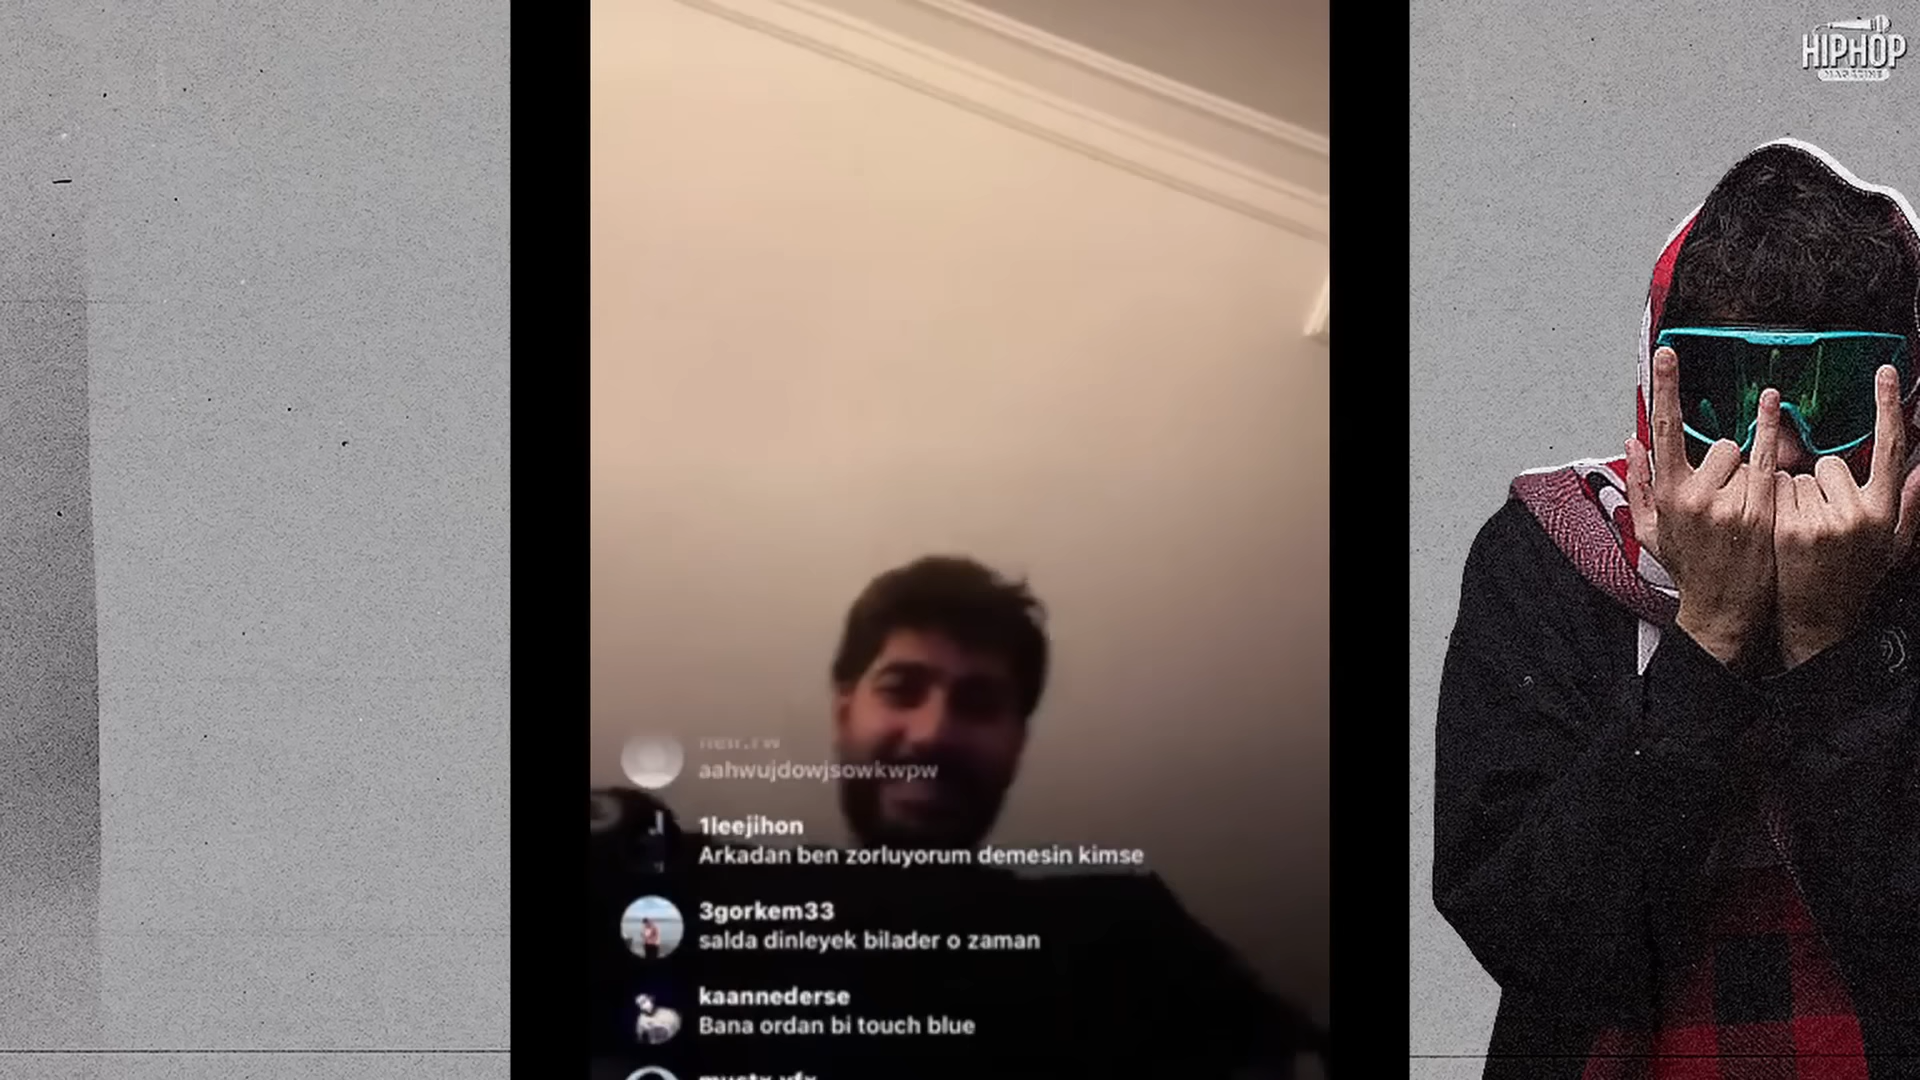 HIPHOP
MAGAZINE
aahwujdowjsowkwpw
1leejihon
Arkadan ben zorluyorum demesin kimse
3gorkem33
salda dinleyek bilader o zaman
kaannederse
Bana ordan bi touch blue